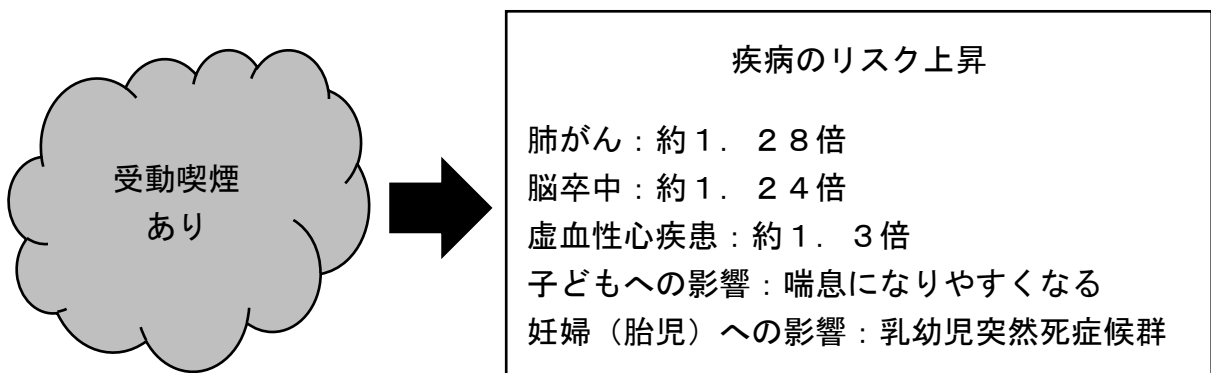 受動喫煙
あり
疾病のリスク上昇
肺がん：約１．２８倍
脳卒中：約１．２４倍
虚血性心疾患：約１．３倍
子どもへの影響：喘息になりやすくなる
妊婦（胎児）への影響：乳幼児突然死症候群